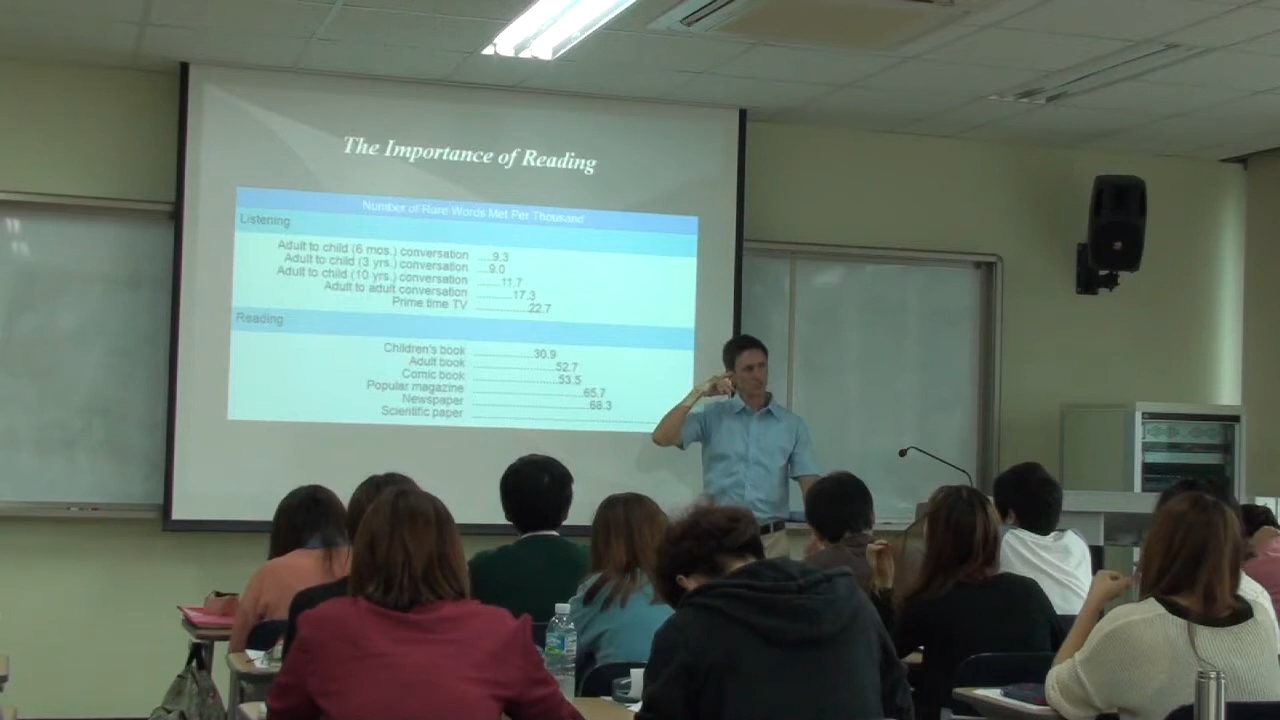 The Importance of Reading
Number of Rare Words Met Per Thousand
Listening
Adult to child (6 mos.) conversation ....9.3
Adult to child (3 yrs.) conversation ....9.0
Adult to child (10 yrs.) conversation ........11.7
Adult to adult conversation ............17.3
Prime time TV .................22.7
Reading
Children's book ....................30.9
Adult book ...........................52.7
Comic book ............................53.5
Popular magazine ....................................65.7
Newspaper ......................................68.3
Scientific paper ............................................................